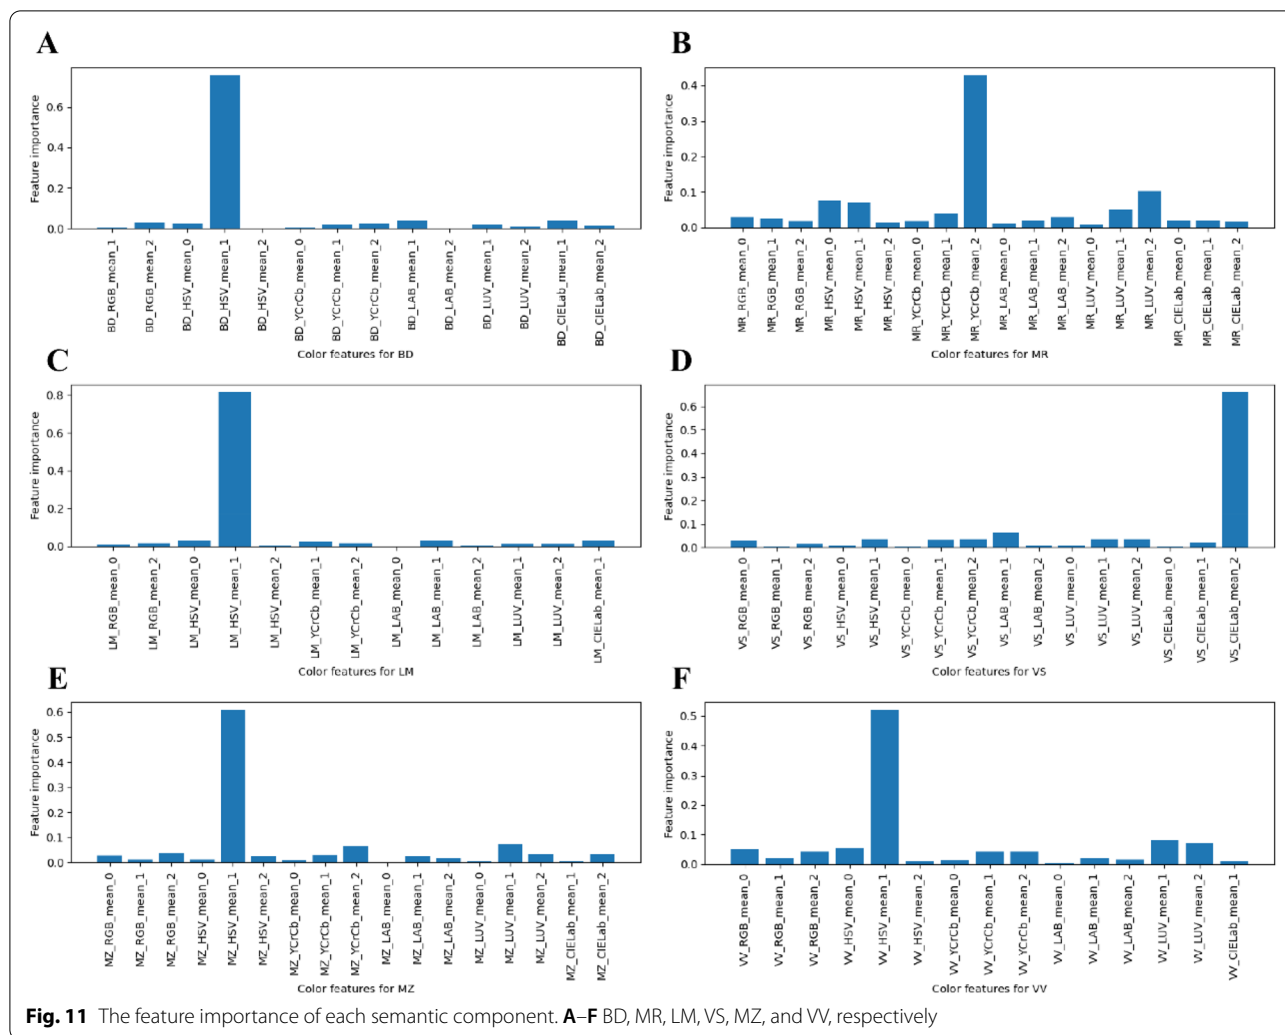 A
Feature importance
0.6
0.4
0.2
0.0
BD_RGB_mean_1
BD_RGB_mean_2
BD_HSV_mean_0
BD_HSV_mean_1
BD_HSV_mean_2
BD_YCrCb_mean_0
BD_YCrCb_mean_1
BD_YCrCb_mean_2
BD_LAB_mean_1
BD_LAB_mean_2
BD_LUV_mean_1
BD_LUV_mean_2
BD_CIELab_mean_1
BD_CIELab_mean_2
Color features for BD
B
Feature importance
0.4
0.3
0.2
0.1
0.0
MR_RGB_mean_0
MR_RGB_mean_1
MR_RGB_mean_2
MR_HSV_mean_0
MR_HSV_mean_1
MR_HSV_mean_2
MR_YCrCb_mean_0
MR_YCrCb_mean_1
MR_YCrCb_mean_2
MR_LAB_mean_0
MR_LAB_mean_1
MR_LAB_mean_2
MR_LUV_mean_0
MR_LUV_mean_1
MR_LUV_mean_2
MR_CIELab_mean_0
MR_CIELab_mean_1
MR_CIELab_mean_2
Color features for MR
C
Feature importance
0.8
0.6
0.4
0.2
0.0
LM_RGB_mean_0
LM_RGB_mean_2
LM_HSV_mean_0
LM_HSV_mean_1
LM_HSV_mean_2
LM_YCrCb_mean_1
LM_YCrCb_mean_2
LM_LAB_mean_0
LM_LAB_mean_1
LM_LAB_mean_2
LM_LUV_mean_1
LM_LUV_mean_2
LM_CIELab_mean_1
Color features for LM
D
Feature importance
0.6
0.5
0.4
0.3
0.2
0.1
0.0
VS_RGB_mean_0
VS_RGB_mean_1
VS_RGB_mean_2
VS_HSV_mean_0
VS_HSV_mean_1
VS_YCrCb_mean_0
VS_YCrCb_mean_1
VS_YCrCb_mean_2
VS_LAB_mean_1
VS_LAB_mean_2
VS_LUV_mean_0
VS_LUV_mean_1
VS_LUV_mean_2
VS_CIELab_mean_0
VS_CIELab_mean_1
VS_CIELab_mean_2
Color features for VS
E
Feature importance
0.6
0.5
0.4
0.3
0.2
0.1
0.0
MZ_RGB_mean_0
MZ_RGB_mean_1
MZ_RGB_mean_2
MZ_HSV_mean_0
MZ_HSV_mean_1
MZ_HSV_mean_2
MZ_YCrCb_mean_0
MZ_YCrCb_mean_1
MZ_YCrCb_mean_2
MZ_LAB_mean_0
MZ_LAB_mean_1
MZ_LAB_mean_2
MZ_LUV_mean_0
MZ_LUV_mean_1
MZ_LUV_mean_2
MZ_CIELab_mean_1
MZ_CIELab_mean_2
Color features for MZ
F
Feature importance
0.5
0.4
0.3
0.2
0.1
0.0
VV_RGB_mean_0
VV_RGB_mean_1
VV_RGB_mean_2
VV_HSV_mean_0
VV_HSV_mean_1
VV_HSV_mean_2
VV_YCrCb_mean_0
VV_YCrCb_mean_1
VV_YCrCb_mean_2
VV_LAB_mean_0
VV_LAB_mean_1
VV_LAB_mean_2
VV_LUV_mean_1
VV_LUV_mean_2
VV_CIELab_mean_1
Color features for VV
Fig. 11 The feature importance of each semantic component. A–F BD, MR, LM, VS, MZ, and VV, respectively